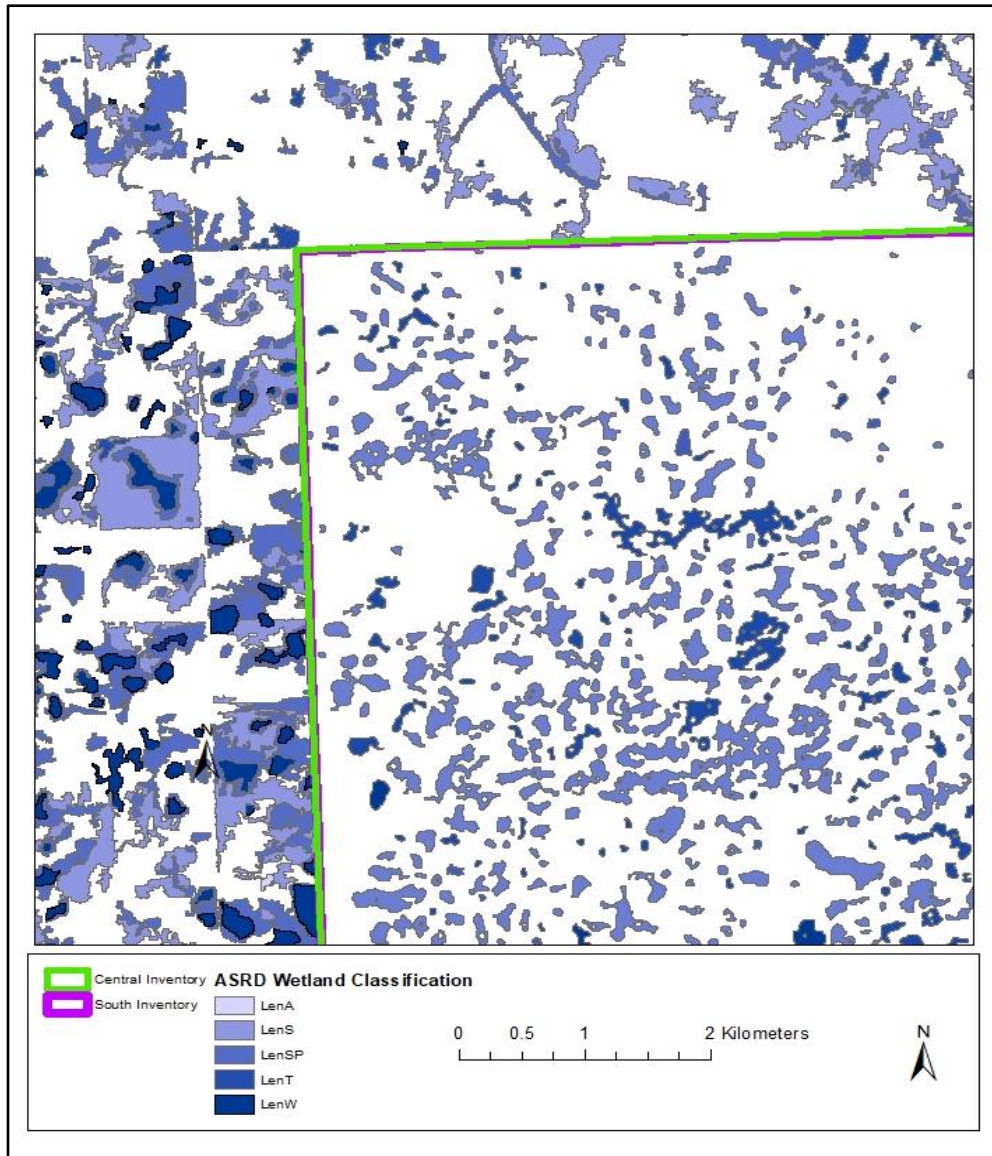 N
Central Inventory
South Inventory
ASRD Wetland Classification
LenA
LenS
LenSP
LenT
LenW
0 0.5 1 2 Kilometers
N